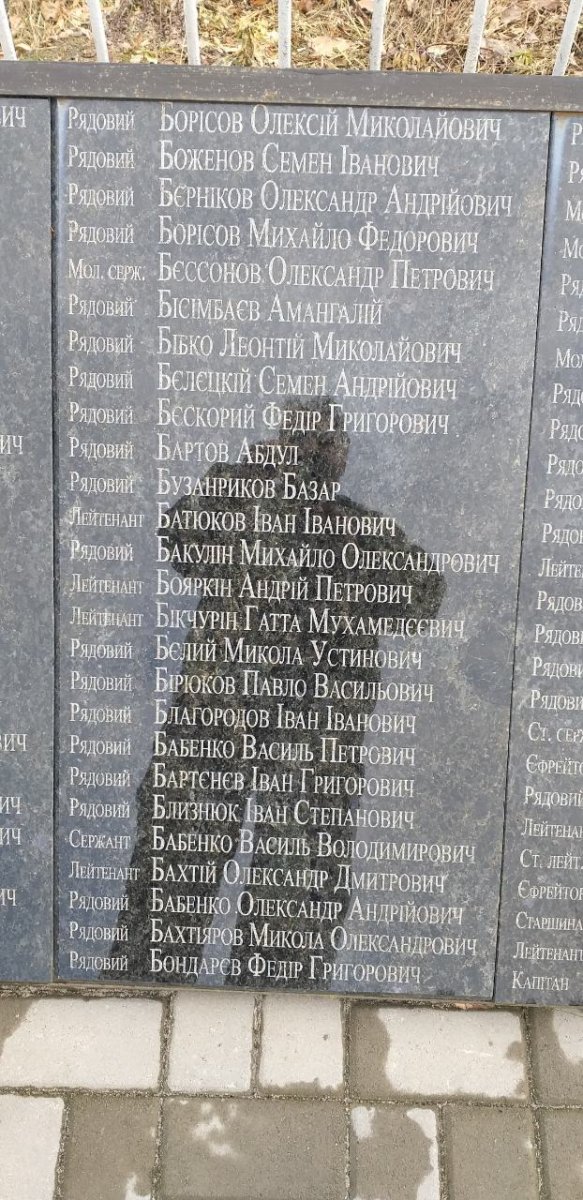 Рядовий Борісов Олексій Миколайович
Рядовий Боженов Семен Іванович
Рядовий Бєрніков Олександр Андрійович
Рядовий Борісов Михайло Федорович
Мол. серж. Бєссонов Олександр Петрович
Рядовий Бісімбаєв Амангалій
Рядовий Бібко Леонтій Миколайович
Рядовий Бєлєцкій Семен Андрійович
Рядовий Бєскорий Федір Григорович
Рядовий Бартов Абдул
Рядовий Бузанриков Базар
Лейтенант Батюков Іван Іванович
Рядовий Бакулін Михайло Олександрович
Лейтенант Бояркін Андрій Петрович
Лейтенант Бікчурін Гатта Мухамедєєвич
Рядовий Бєлий Микола Устинович
Рядовий Бірюков Павло Васильович
Рядовий Благородов Іван Іванович
Рядовий Бабенко Василь Петрович
Рядовий Бартєнєв Іван Григорович
Рядовий Близнюк Іван Степанович
Сержант Бабенко Василь Володимирович
Лейтенант Бахтій Олександр Дмитрович
Рядовий Бабенко Олександр Андрійович
Рядовий Бахтіяров Микола Олександрович
Рядовий Бондарєв Федір Григорович
Рядовий
Лейтенант
Капітан
Старшина